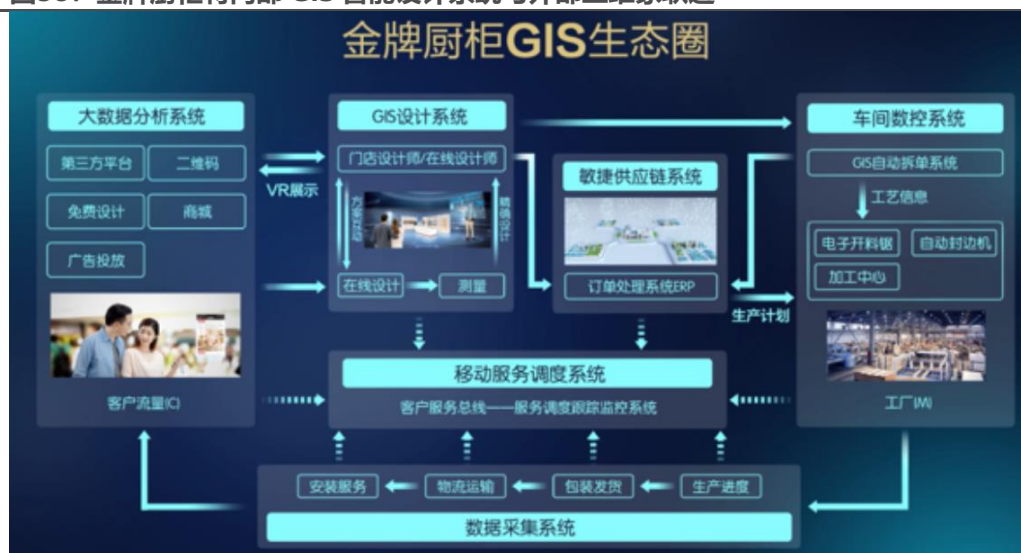 金牌厨柜GIS生态圈
大数据分析系统
第三方平台
二维码
免费设计
商城
广告投放
客户流量(C)
VR展示
GIS设计系统
门店设计师/在线设计师
方案互动
精确设计
在线设计
测量
敏捷供应链系统
订单处理系统ERP
生产计划
车间数控系统
GIS自动拆单系统
工艺信息
电子开料锯
自动封边机
加工中心
工厂(M)
移动服务调度系统
客户服务总线——服务调度跟踪监控系统
安装服务
物流运输
包装发货
生产进度
数据采集系统